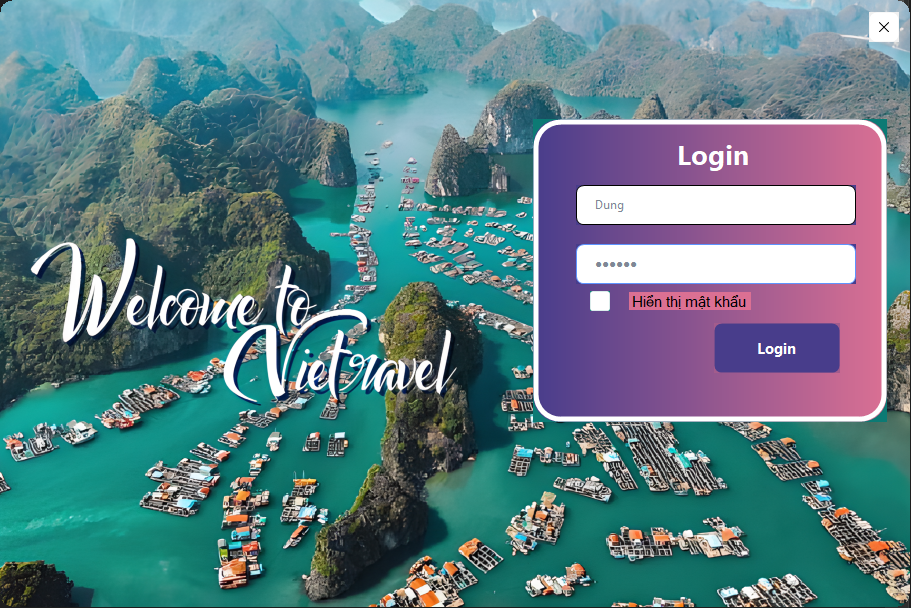 Welcome to
Vietravel
Login
Dung
••••••
Hiển thị mật khẩu
Login